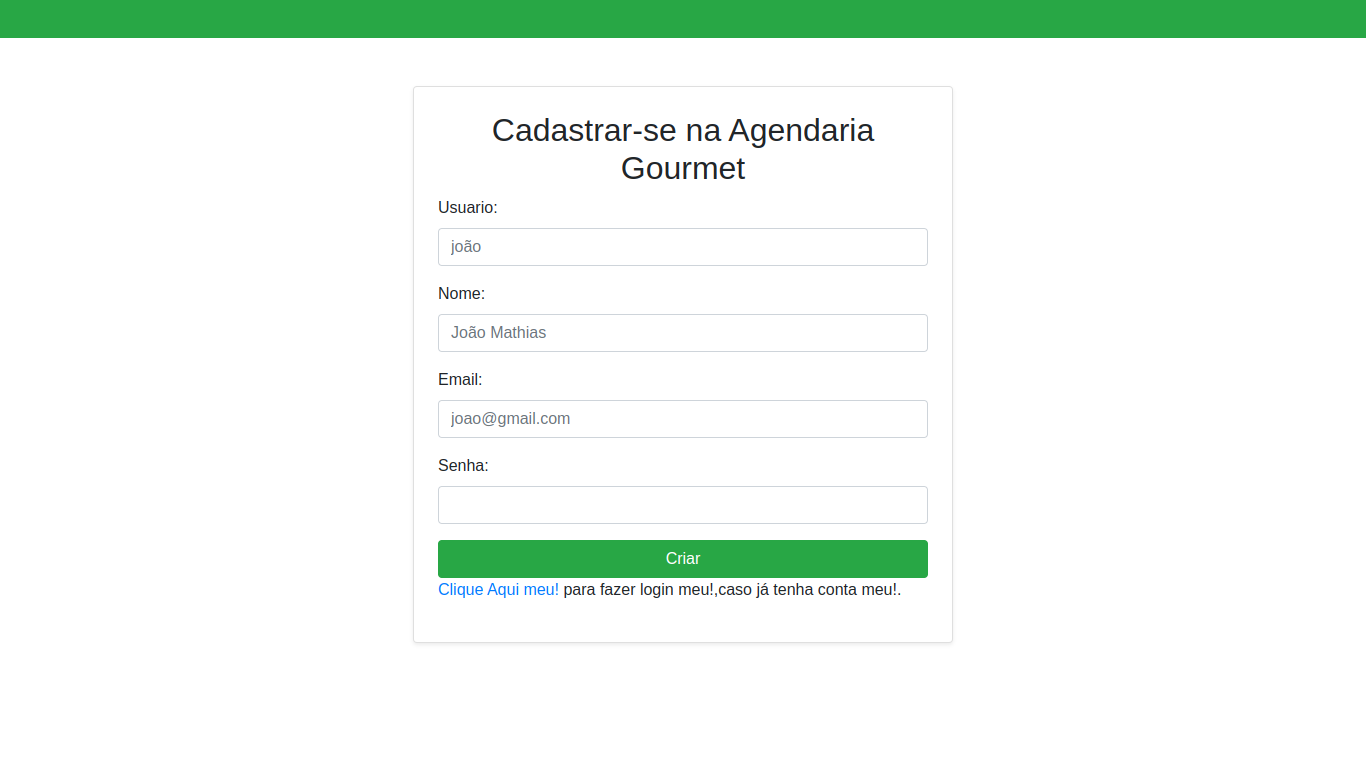 Cadastrar-se na Agendaria
Gourmet
Usuario:
joão
Nome:
João Mathias
Email:
joao@gmail.com
Senha:
Criar
Clique Aqui meu! para fazer login meu!,caso já tenha conta meu!.